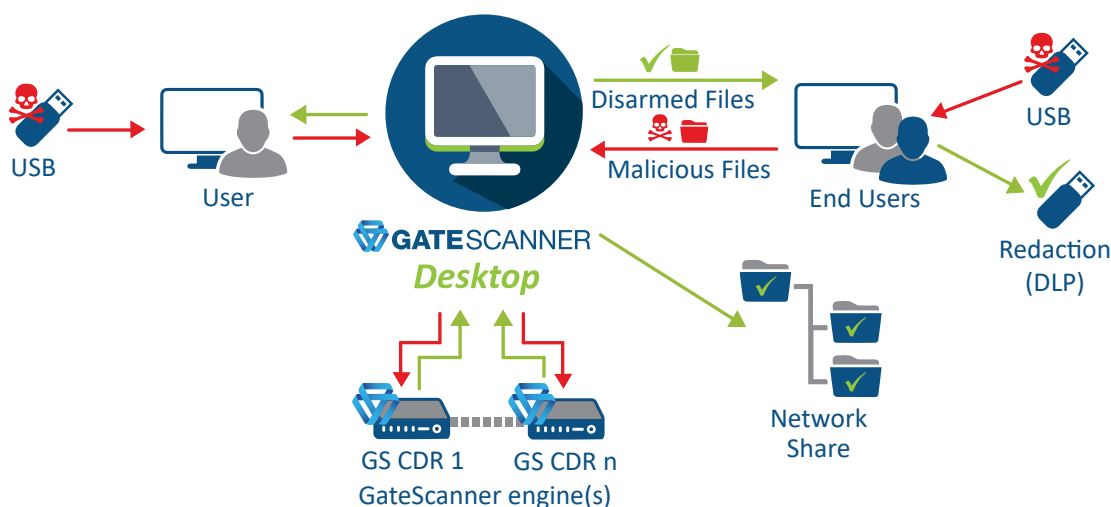 Disarmed Files
USB
Malicious Files
USB
User
End Users
GATESCANNER
Desktop
Redaction
(DLP)
Network
Share
GS CDR 1
GS CDR n
GateScanner engine(s)